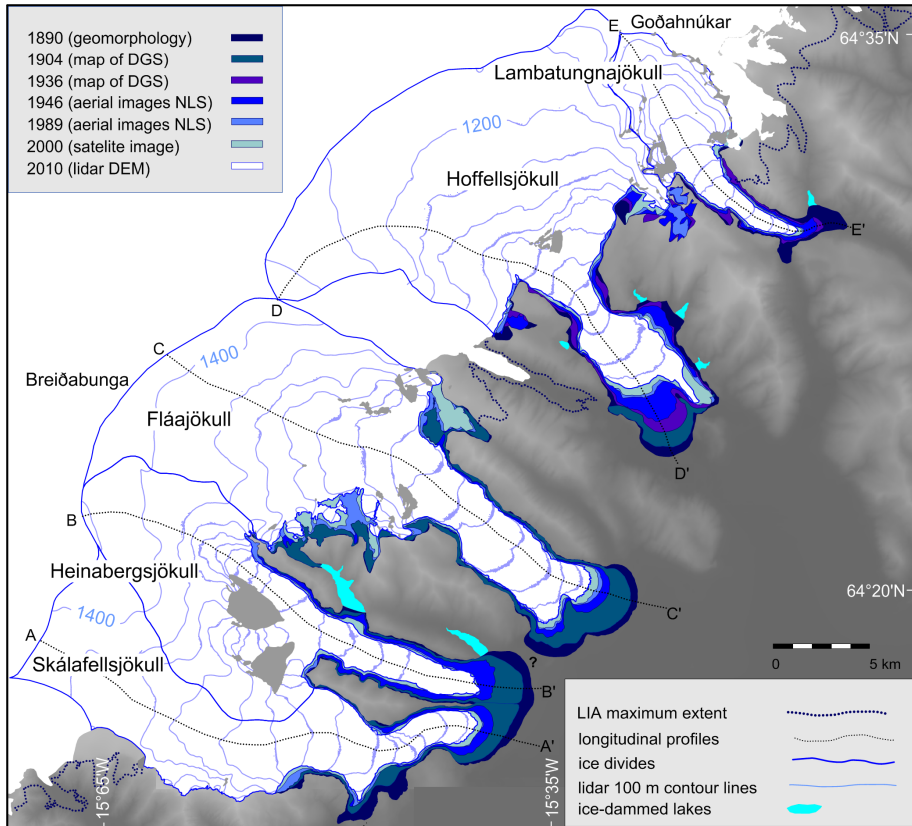 1890 (geomorphology)
1904 (map of DGS)
1936 (map of DGS)
1946 (aerial images NLS)
1989 (aerial images NLS)
2000 (satelite image)
2010 (lidar DEM)
E
Goðahnúkar
64°35'N
Lambatungnajökull
1200
Hoffellsjökull
E'
D
C
1400
Breiðabunga
Fláajökull
D'
B
Heinabergsjökull
1400
64°20'N
C'
A
Skálafellsjökull
?
0 5 km
B'
A'
15°65'W
15°35'W
LIA maximum extent
longitudinal profiles
ice divides
lidar 100 m contour lines
ice-dammed lakes